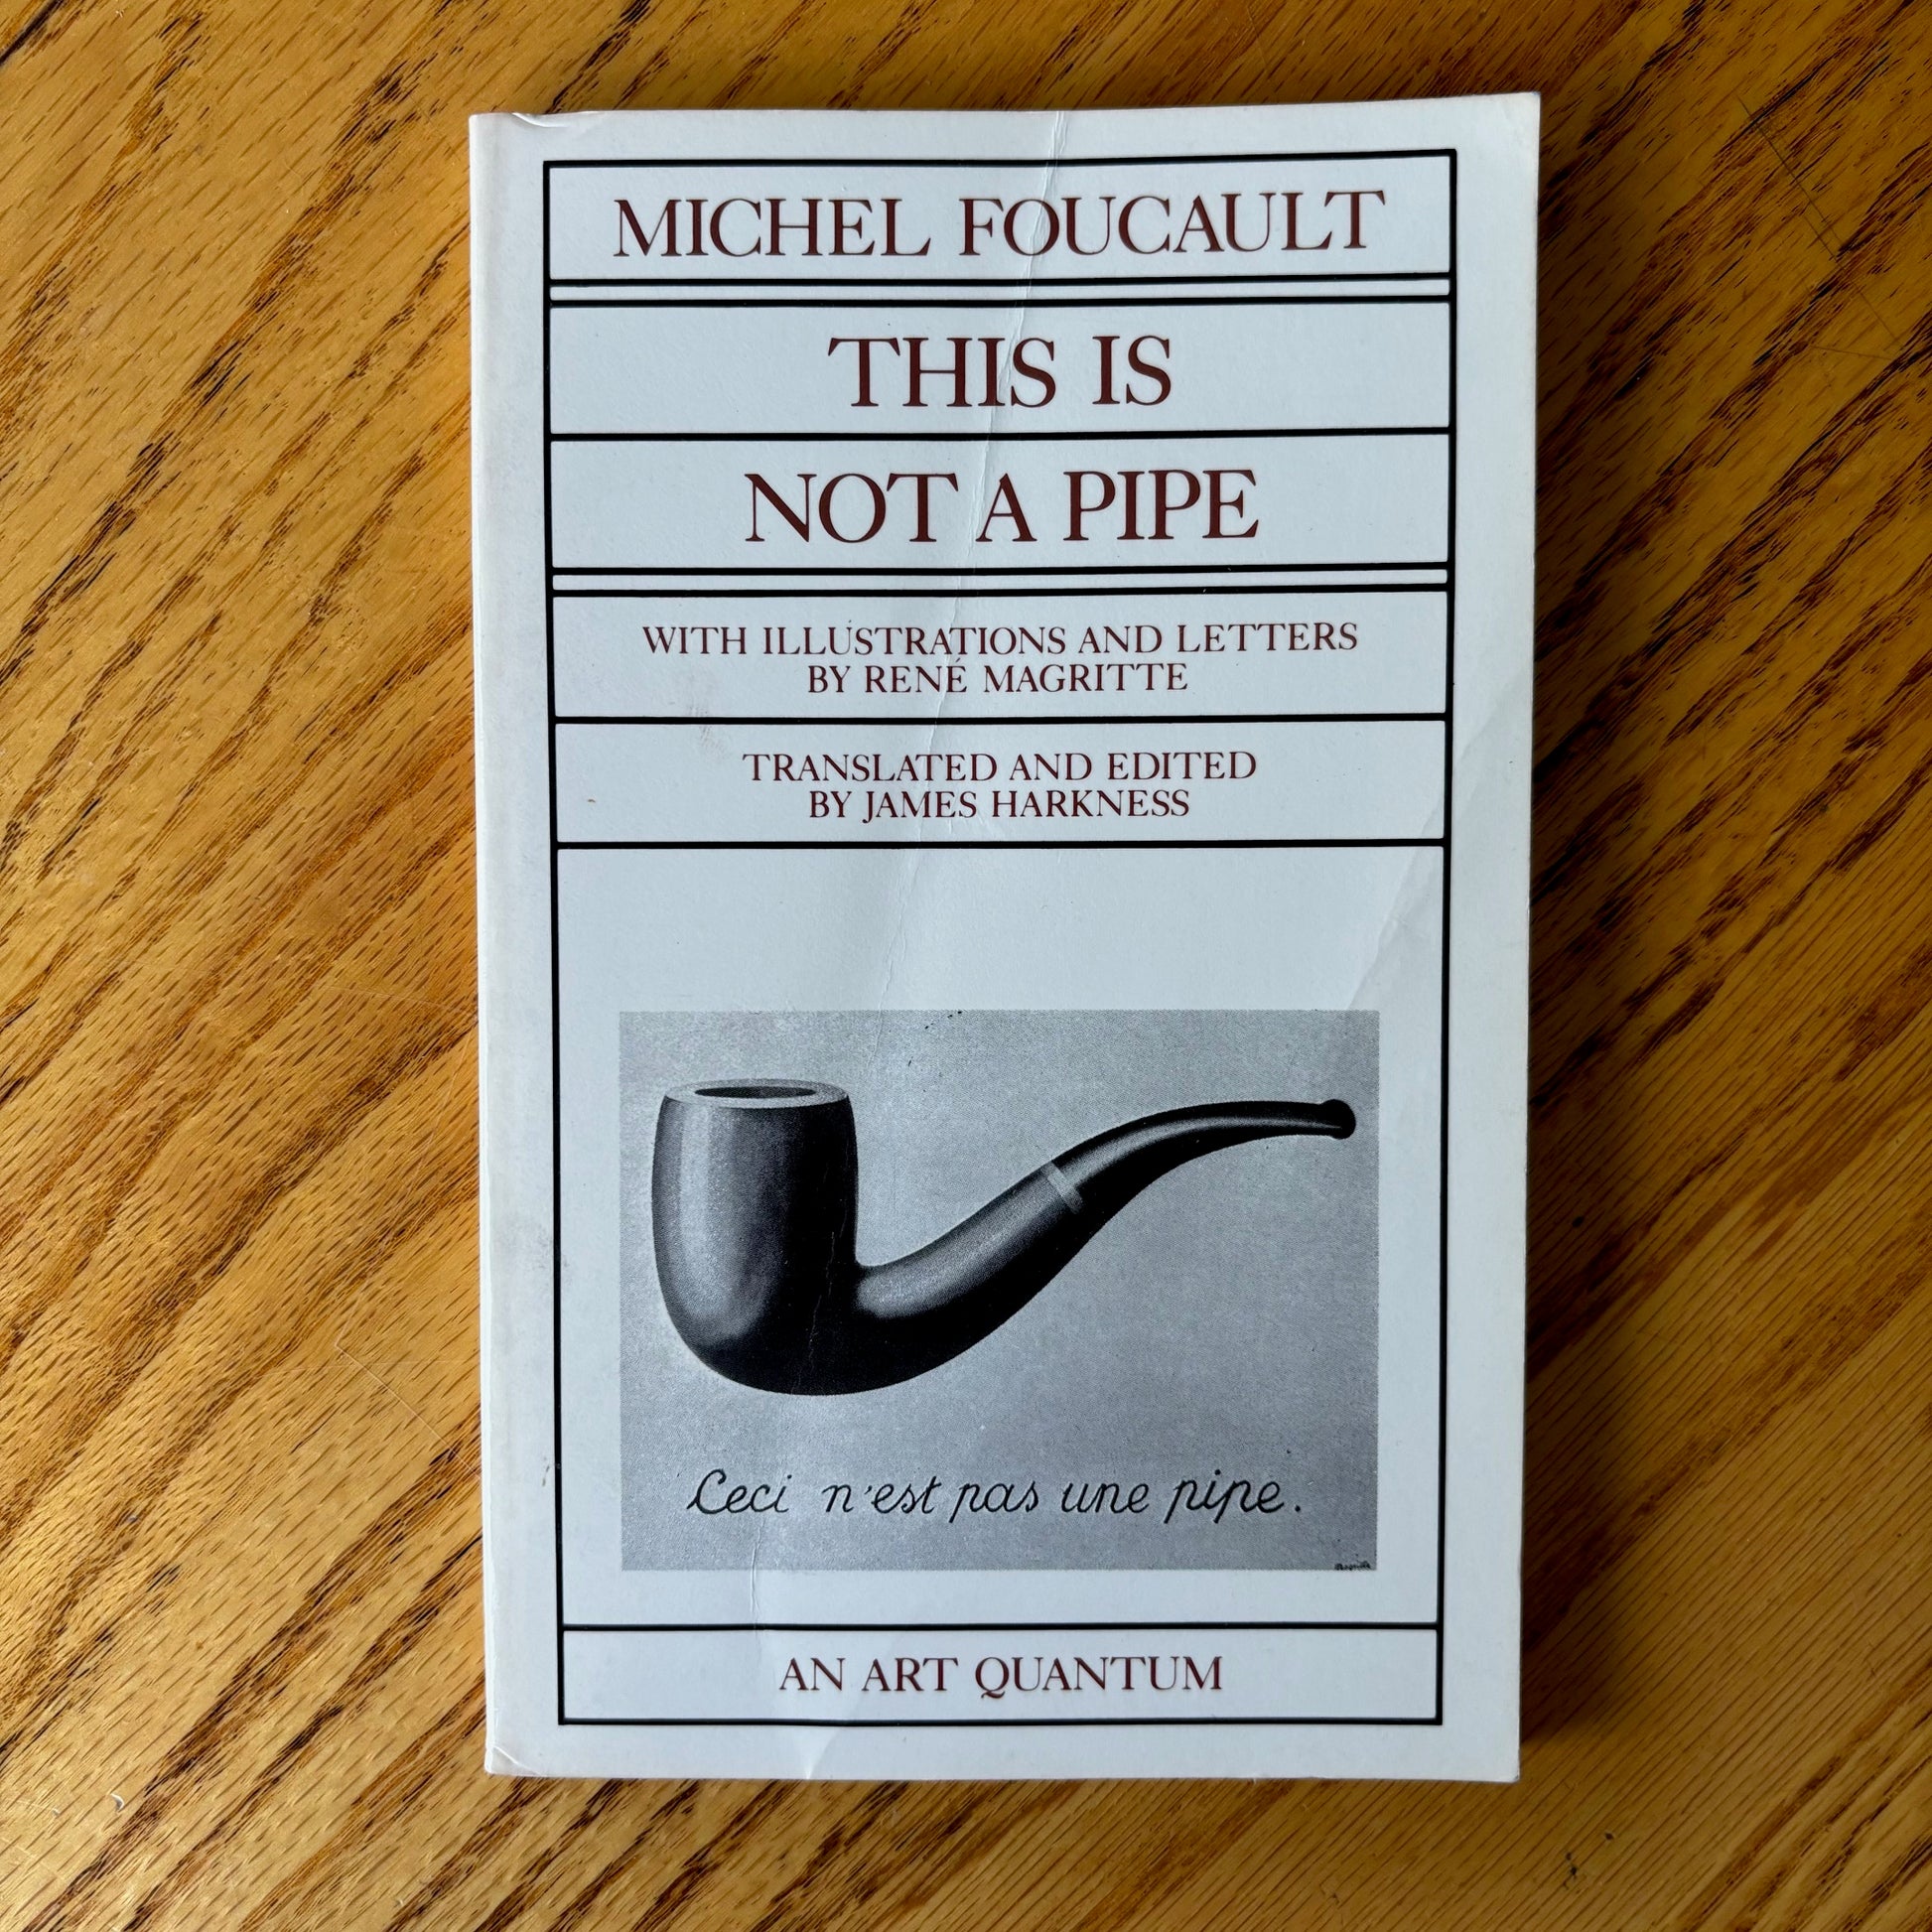 MICHEL FOUCAULT
THIS IS
NOT A PIPE
WITH ILLUSTRATIONS AND LETTERS
BY RENÉ MAGRITTE
TRANSLATED AND EDITED
BY JAMES HARKNESS
Ceci n'est pas une pipe.
Magritte
AN ART QUANTUM